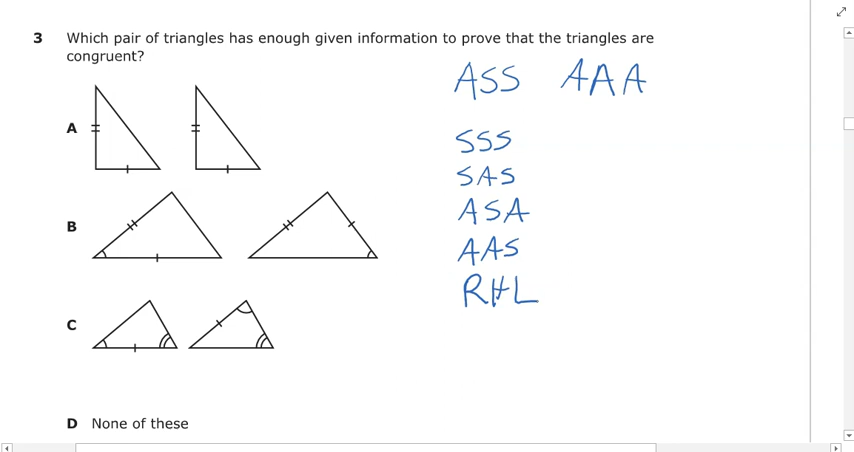 3 Which pair of triangles has enough given information to prove that the triangles are
congruent?
ASS AAA
A
SSS
SAS
B
ASA
AAS
RHL
C
D None of these